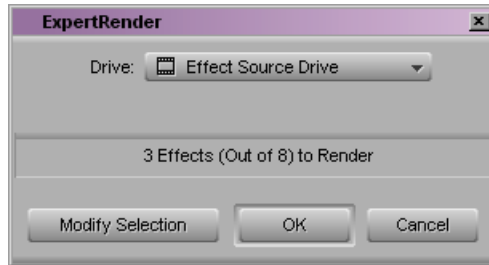 ExpertRender
Drive: Effect Source Drive
3 Effects (Out of 8) to Render
Modify Selection OK Cancel